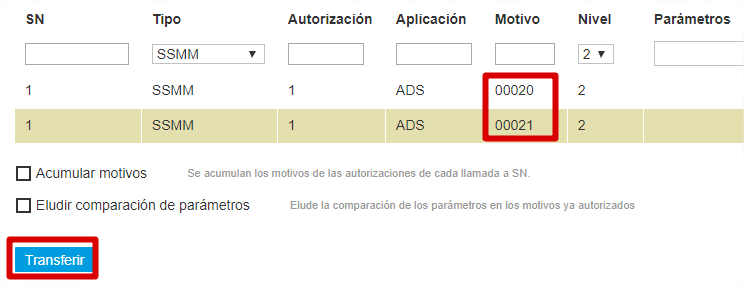 SN Tipo Autorización Aplicación Motivo Nivel Parámetros
SSMM 2
1 SSMM 1 ADS 00020 2
1 SSMM 1 ADS 00021 2
Acumular motivos Se acumulan los motivos de las autorizaciones de cada llamada a SN.
Eludir comparación de parámetros Elude la comparación de los parámetros en los motivos ya autorizados
Transferir